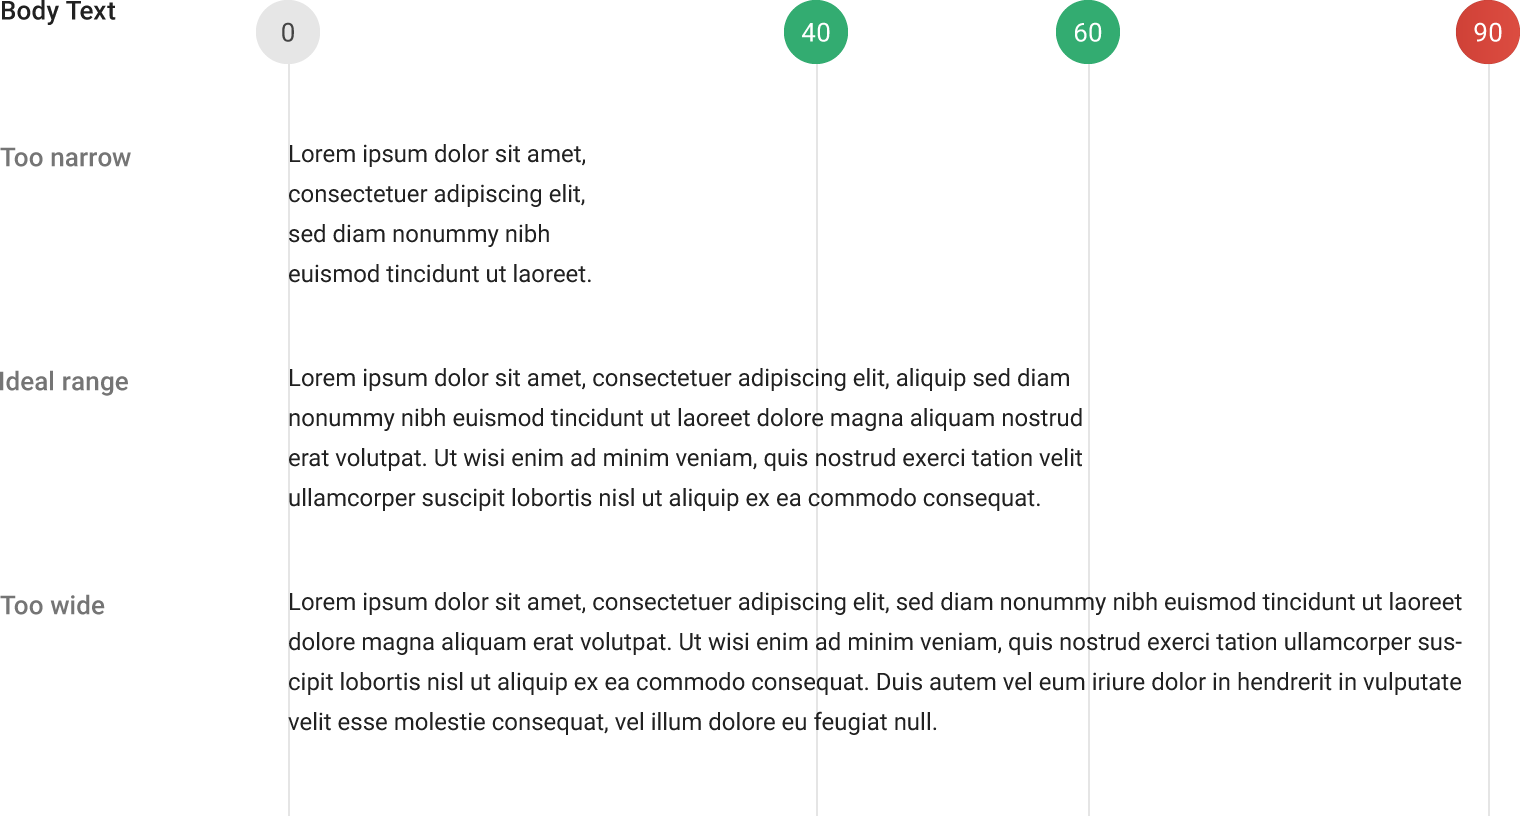 Body Text
0
40
60
90
Too narrow
Lorem ipsum dolor sit amet,
consectetuer adipiscing elit,
sed diam nonummy nibh
euismod tincidunt ut laoreet.
Ideal range
Lorem ipsum dolor sit amet, consectetuer adipiscing elit, aliquip sed diam
nonummy nibh euismod tincidunt ut laoreet dolore magna aliquam nostrud
erat volutpat. Ut wisi enim ad minim veniam, quis nostrud exerci tation velit
ullamcorper suscipit lobortis nisl ut aliquip ex ea commodo consequat.
Too wide
Lorem ipsum dolor sit amet, consectetuer adipiscing elit, sed diam nonummy nibh euismod tincidunt ut laoreet
dolore magna aliquam erat volutpat. Ut wisi enim ad minim veniam, quis nostrud exerci tation ullamcorper sus-
cipit lobortis nisl ut aliquip ex ea commodo consequat. Duis autem vel eum iriure dolor in hendrerit in vulputate
velit esse molestie consequat, vel illum dolore eu feugiat null.